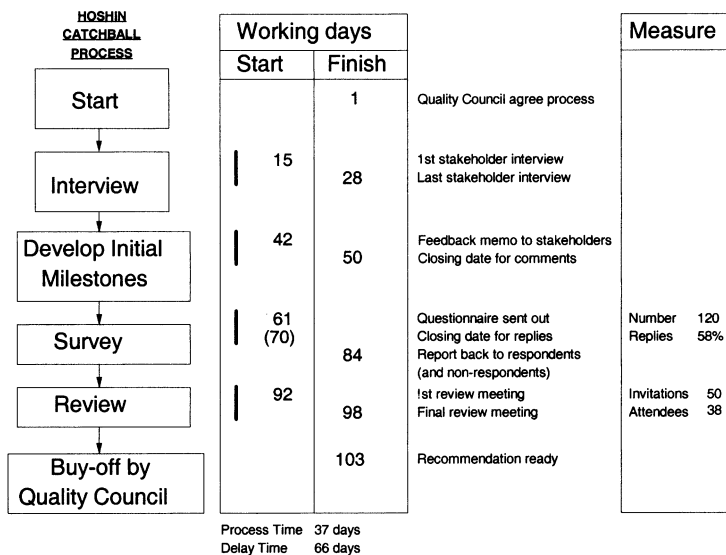 HOSHIN
CATCHBALL
PROCESS
Working days
Measure
Start
Finish
Start
1
Quality Council agree process
Interview
15
1st stakeholder interview
28
Last stakeholder interview
Develop Initial
Milestones
42
Feedback memo to stakeholders
50
Closing date for comments
Survey
61
Questionnaire sent out
Number 120
(70)
Closing date for replies
Replies 58%
84
Report back to respondents
(and non-respondents)
Review
92
!st review meeting
Invitations 50
98
Final review meeting
Attendees 38
Buy-off by
Quality Council
103
Recommendation ready
Process Time 37 days
Delay Time 66 days